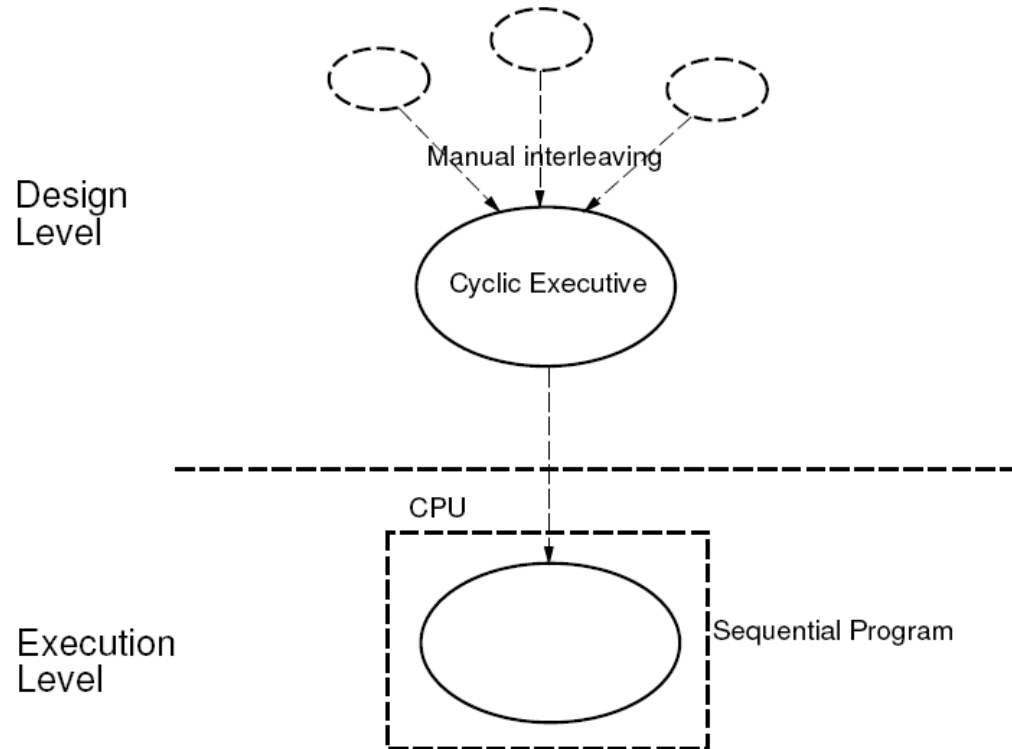 Manual interleaving
Design
Level
Cyclic Executive
CPU
Sequential Program
Execution
Level